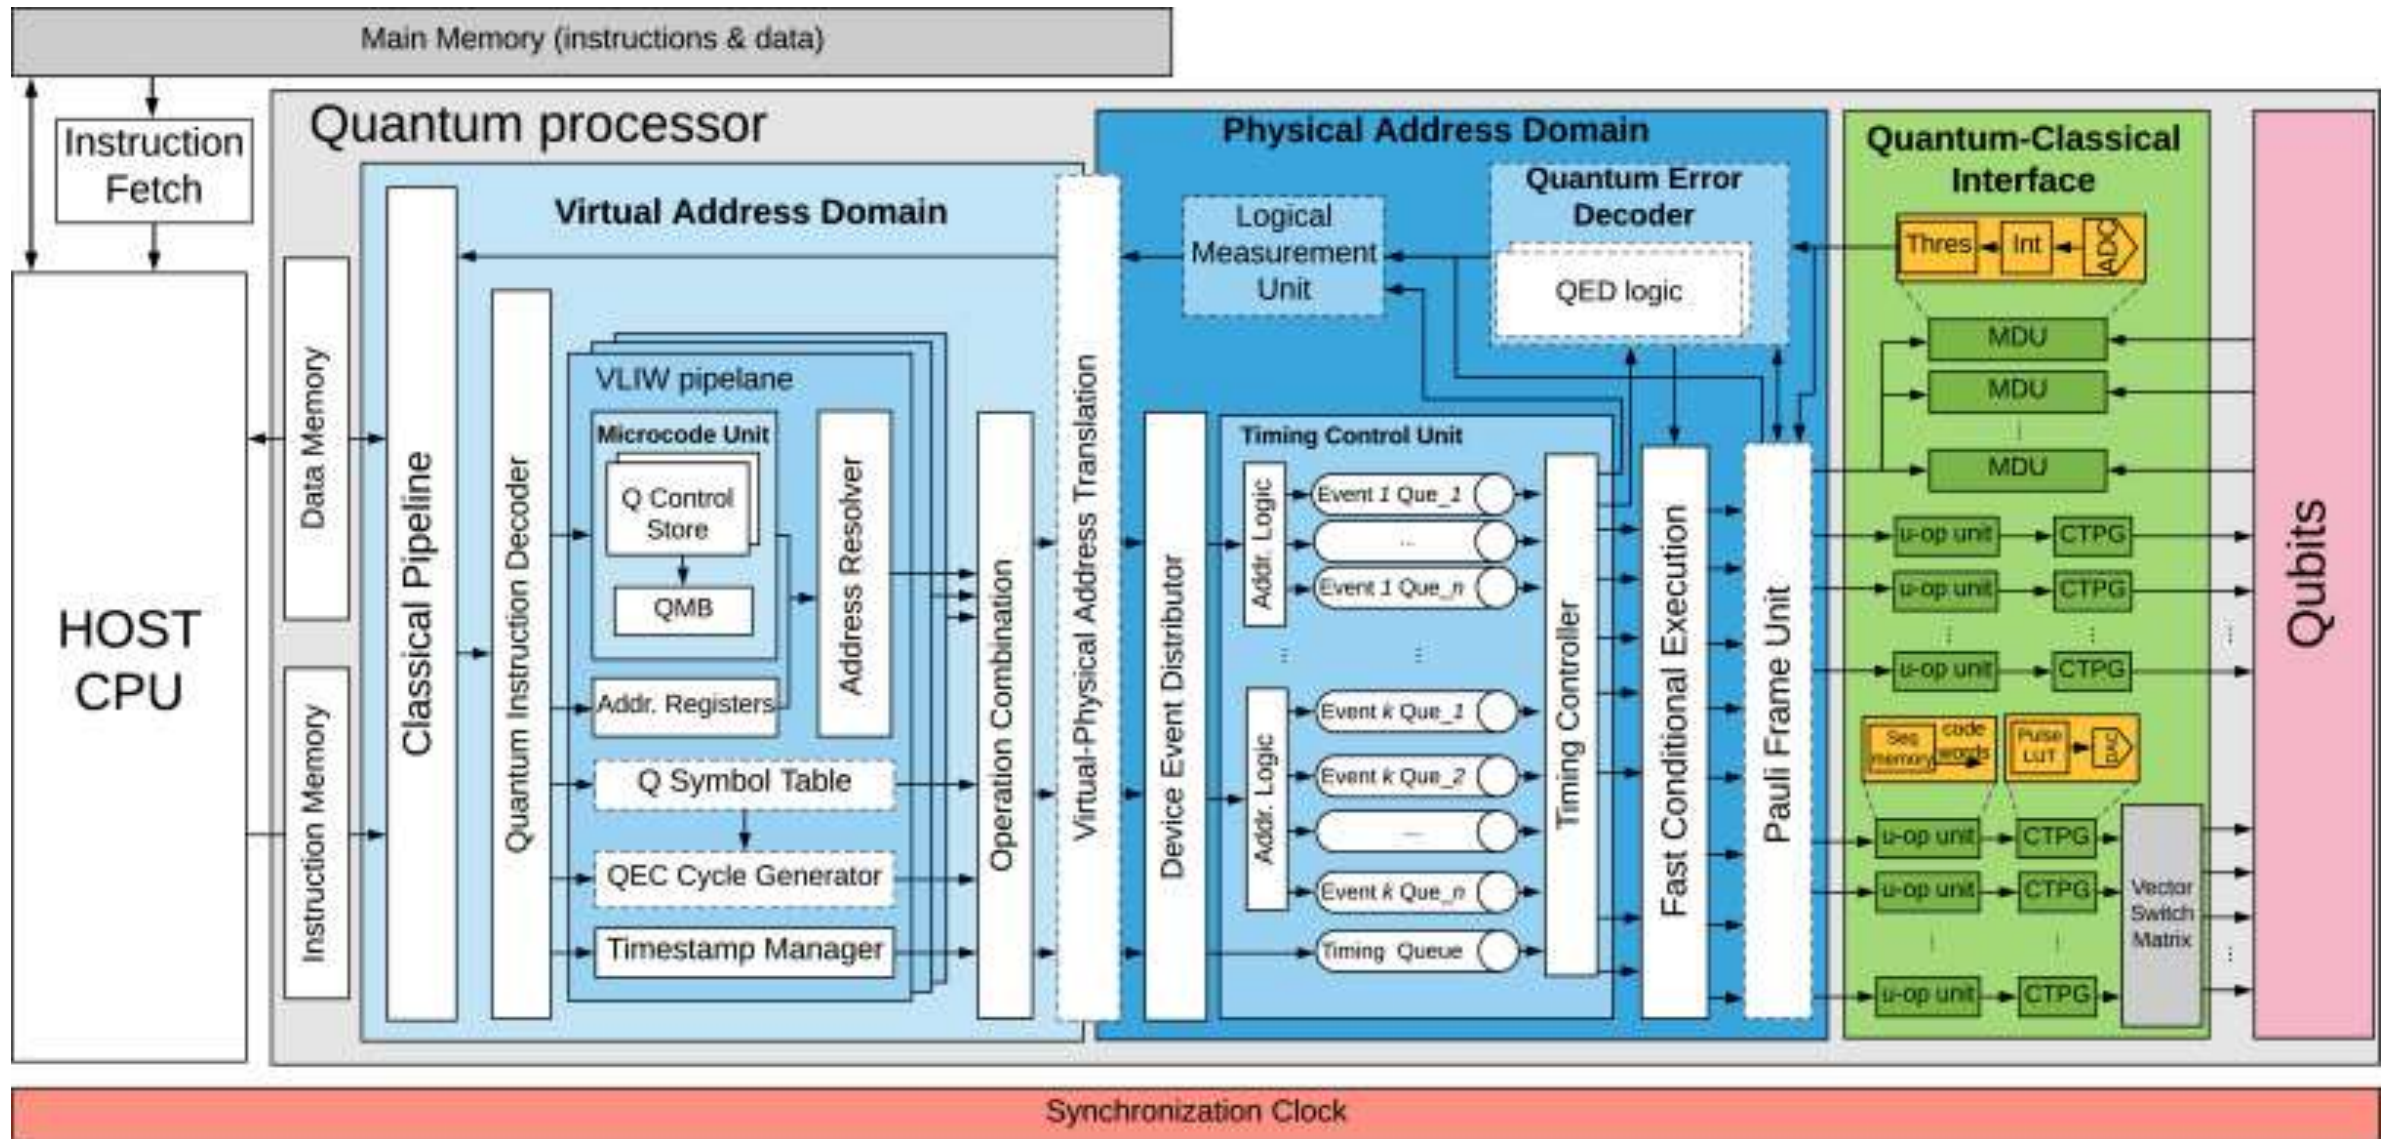 Main Memory (instructions & data)
Instruction
Fetch
HOST
CPU
Quantum processor
Data Memory
Instruction Memory
Virtual Address Domain
Classical Pipeline
Quantum Instruction Decoder
VLIW pipelane
Microcode Unit
Q Control
Store
QMB
Addr. Registers
Address Resolver
Q Symbol Table
QEC Cycle Generator
Timestamp Manager
Operation Combination
Virtual-Physical Address Translation
Physical Address Domain
Logical
Measurement
Unit
Quantum Error
Decoder
QED logic
Device Event Distributor
Timing Control Unit
Addr. Logic
Event 1 Que_1
...
Event 1 Que_n
Addr. Logic
Event k Que_1
Event k Que_2
...
Event k Que_n
Timing Queue
Timing Controller
Fast Conditional Execution
Pauli Frame Unit
Quantum-Classical
Interface
Thres
Int
ADC
MDU
MDU
MDU
u-op unit
CTPG
u-op unit
CTPG
u-op unit
CTPG
Seq
memory
code
words
Pulse
LUT
DAC
u-op unit
CTPG
u-op unit
CTPG
u-op unit
CTPG
Vector
Switch
Matrix
Qubits
Synchronization Clock